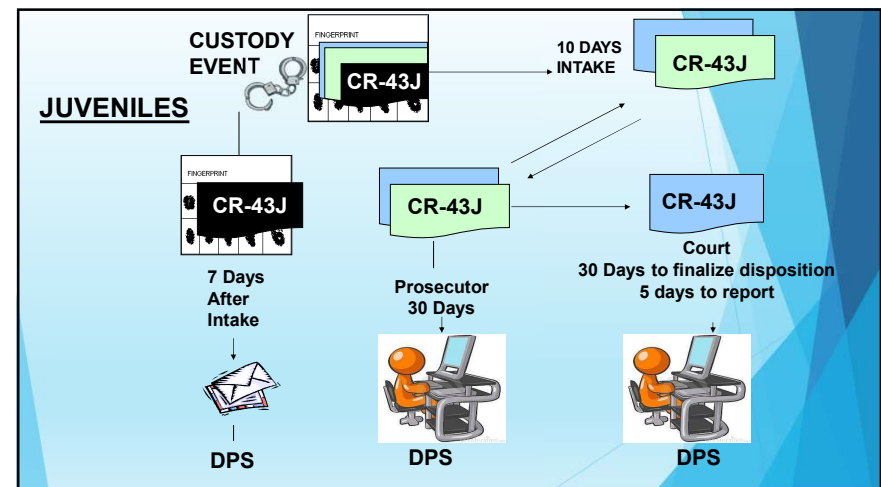 JUVENILES
CUSTODY
EVENT
FINGERPRINT
CR-43J
10 DAYS
INTAKE
CR-43J
FINGERPRINT
CR-43J
7 Days
After
Intake
DPS
CR-43J
Prosecutor
30 Days
DPS
CR-43J
Court
30 Days to finalize disposition
5 days to report
DPS